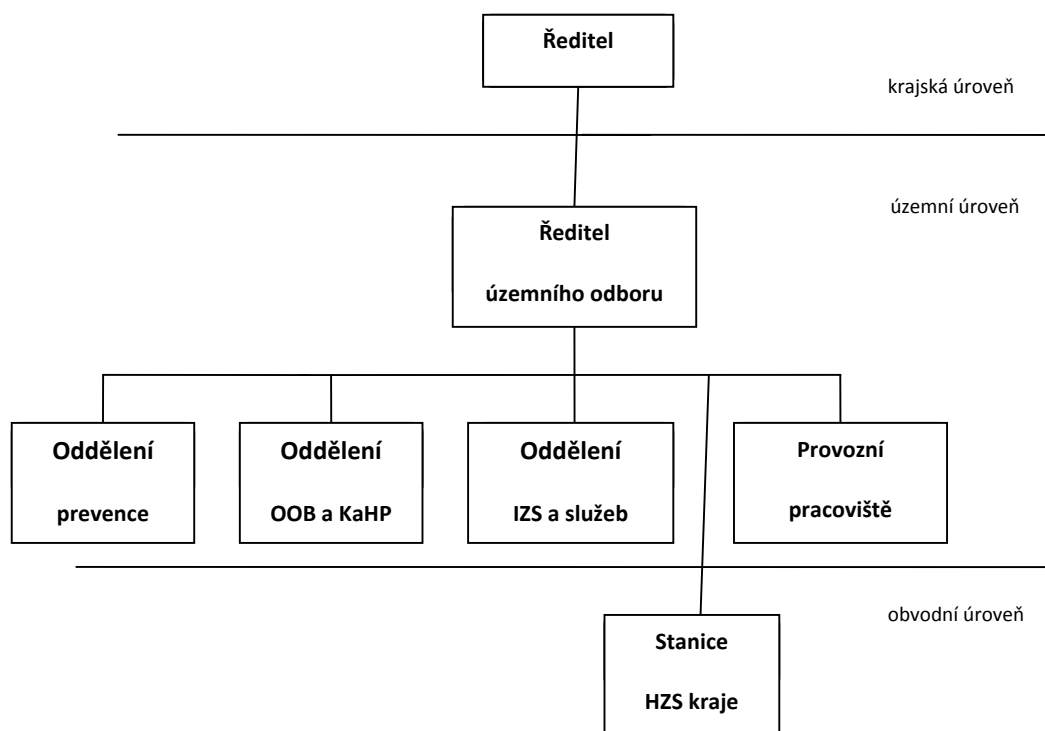 Ředitel
krajská úroveň
územní úroveň
Ředitel
územního odboru
Oddělení
prevence
Oddělení
OOB a KaHP
Oddělení
IZS a služeb
Provozní
pracoviště
obvodní úroveň
Stanice
HZS kraje